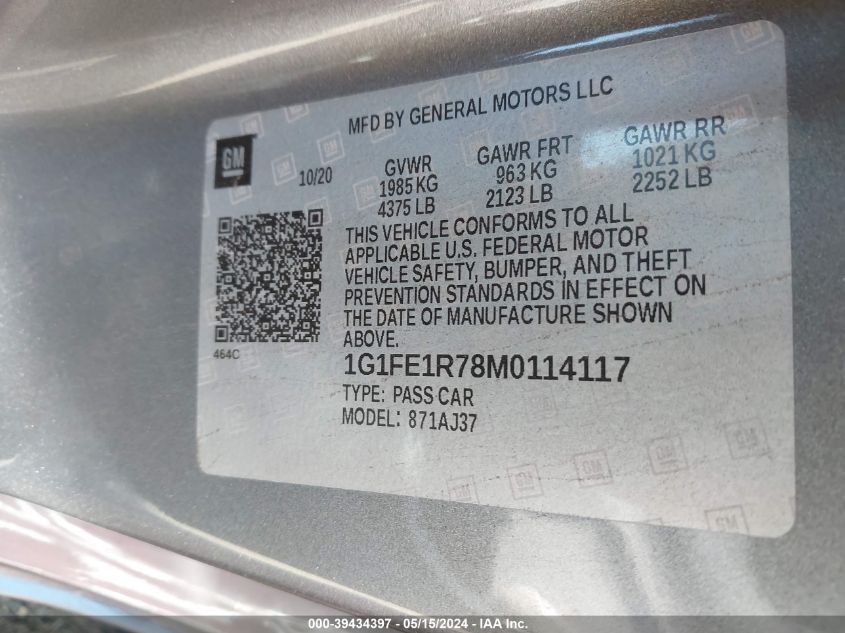 MFD BY GENERAL MOTORS LLC
GM
10/20
GVWR
1985 KG
4375 LB
GAWR FRT
963 KG
2123 LB
GAWR RR
1021 KG
2252 LB
THIS VEHICLE CONFORMS TO ALL
APPLICABLE U.S. FEDERAL MOTOR
VEHICLE SAFETY, BUMPER, AND THEFT
PREVENTION STANDARDS IN EFFECT ON
THE DATE OF MANUFACTURE SHOWN
ABOVE.
464C
1G1FE1R78M0114117
TYPE: PASS CAR
MODEL: 871AJ37
000-39434397 - 05/15/2024 - IAA Inc.